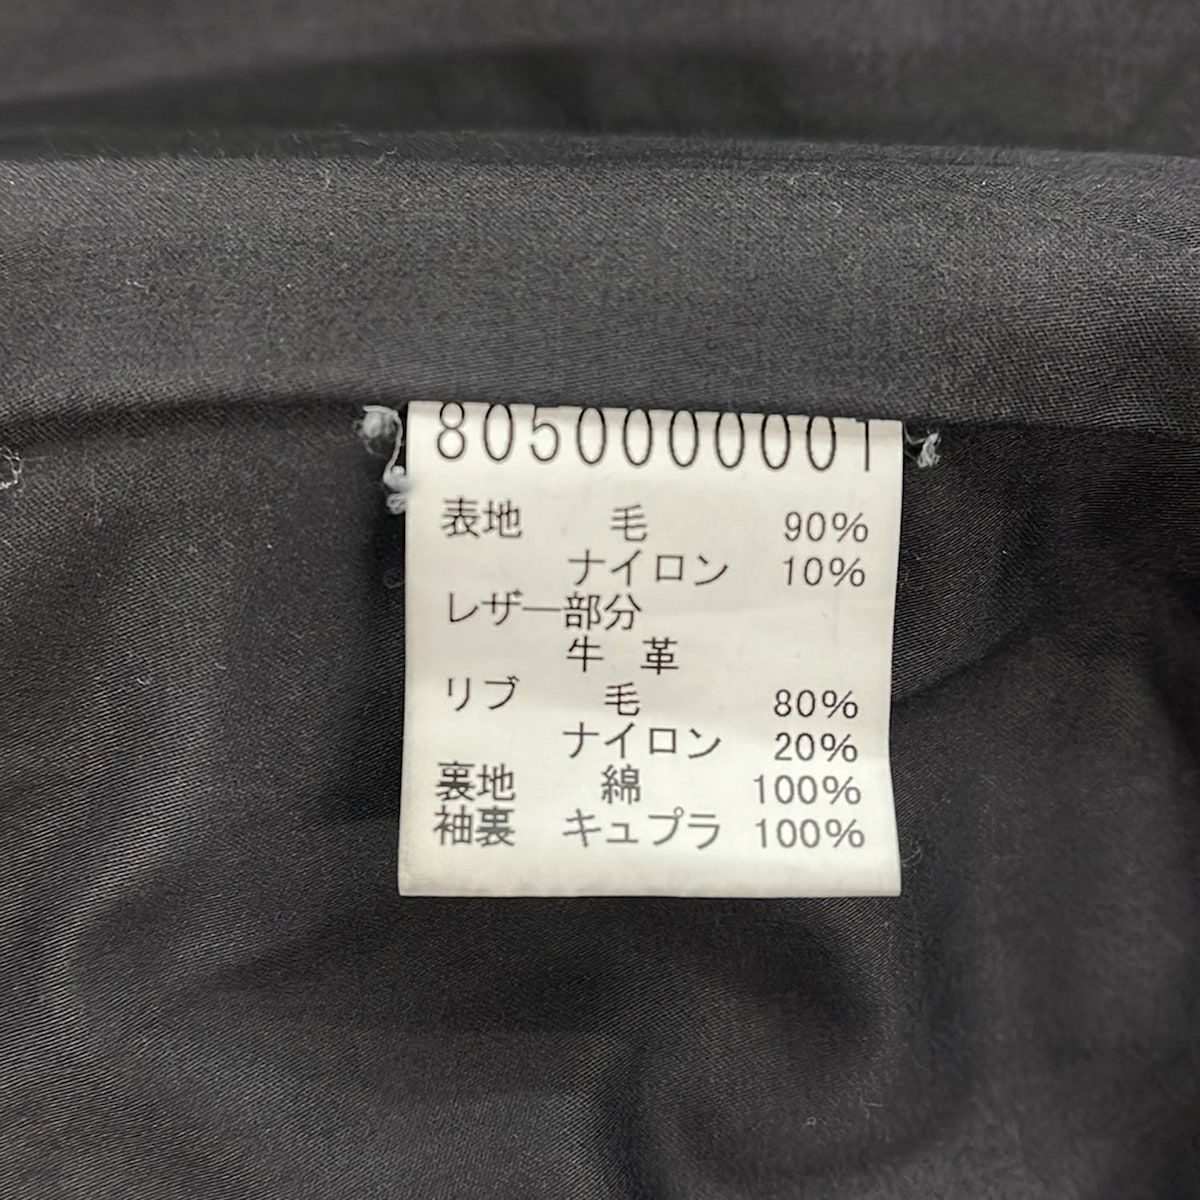 8050000001
表地 毛 90%
ナイロン 10%
レザー部分
牛 革
リブ 毛 80%
ナイロン 20%
裏地 綿 100%
袖裏 キュプラ 100%